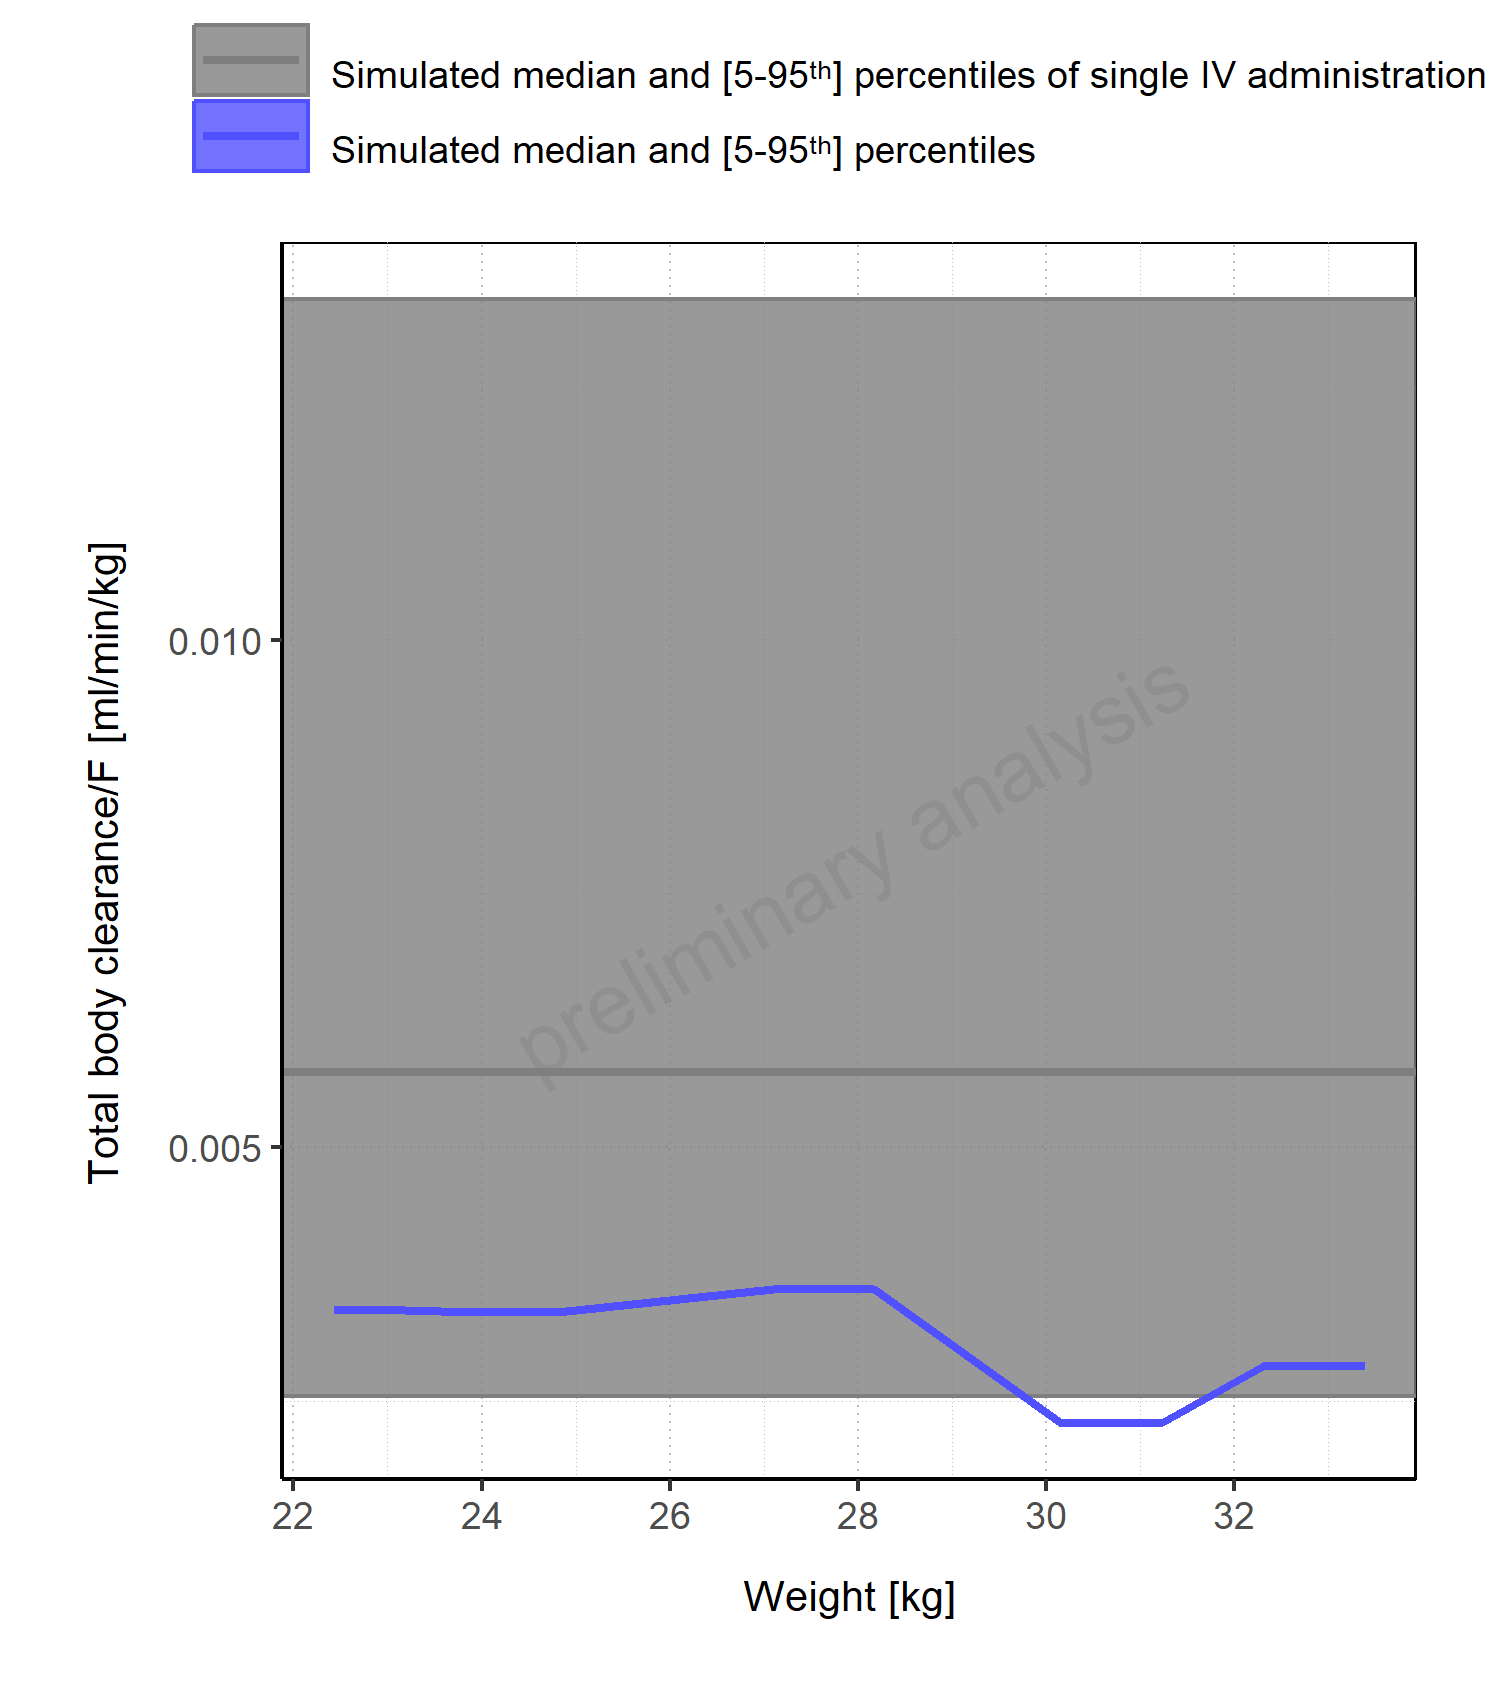 Simulated median and [5-95th] percentiles of single IV administration
Simulated median and [5-95th] percentiles
Total body clearance/F [ml/min/kg]
0.010
0.005
preliminary analysis
22 24 26 28 30 32
Weight [kg]